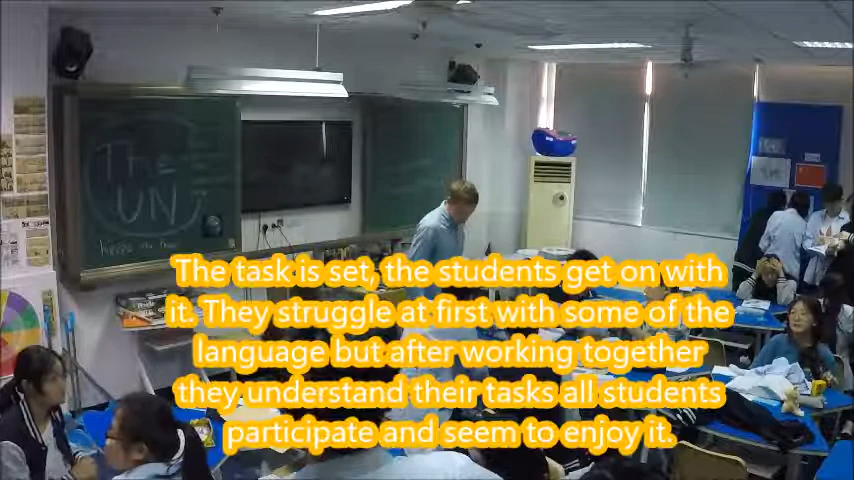 The
UN
The task is set, the students get on with
it. They struggle at first with some of the
language but after working together
they understand their tasks all students
participate and seem to enjoy it.